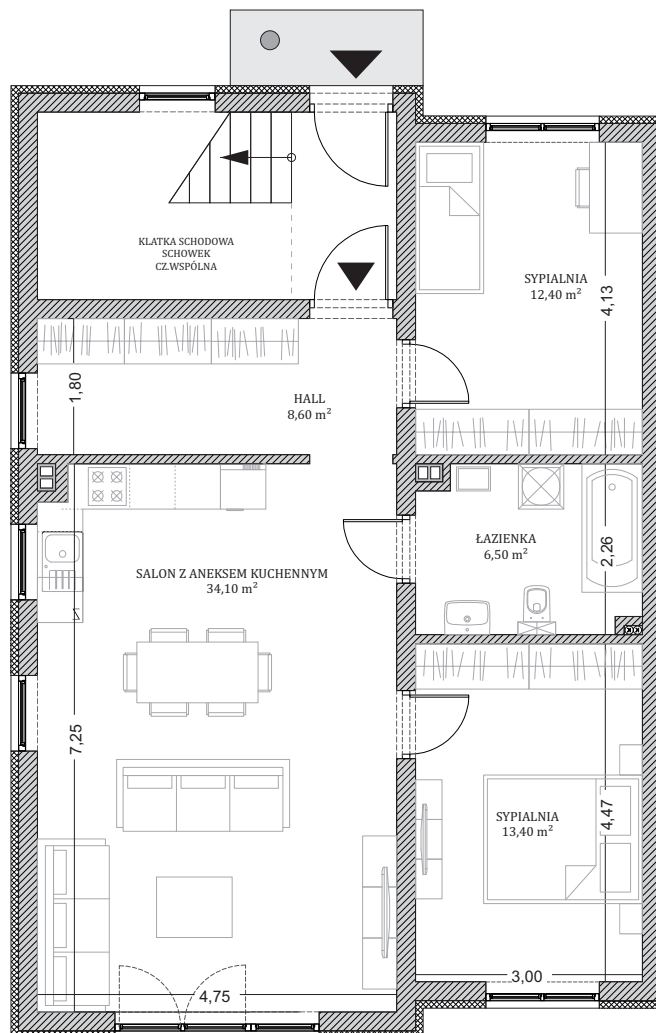 KLATKA SCHODOWA
SCHOWEK
CZ.WSPÓLNA
SYPIALNIA
12,40 m²
4,13
1,80
HALL
8,60 m²
ŁAZIENKA
6,50 m²
2,26
SALON Z ANEKSEM KUCHENNYM
34,10 m²
7,25
SYPIALNIA
13,40 m²
4,47
3,00
4,75